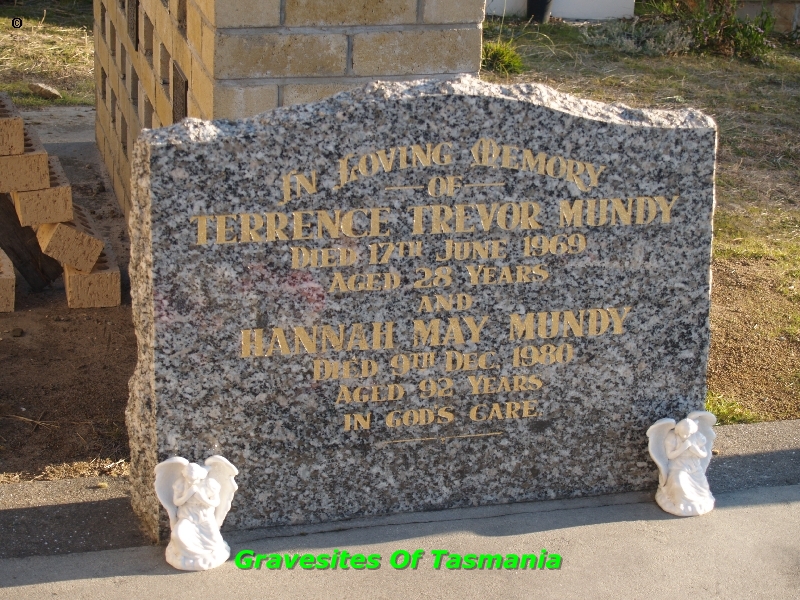 ©
IN LOVING MEMORY
OF
TERRENCE TREVOR MUNDY
DIED 17TH JUNE 1969
AGED 28 YEARS
AND
HANNAH MAY MUNDY
DIED 9TH DEC. 1980
AGED 92 YEARS
IN GOD'S CARE.
Gravesites Of Tasmania